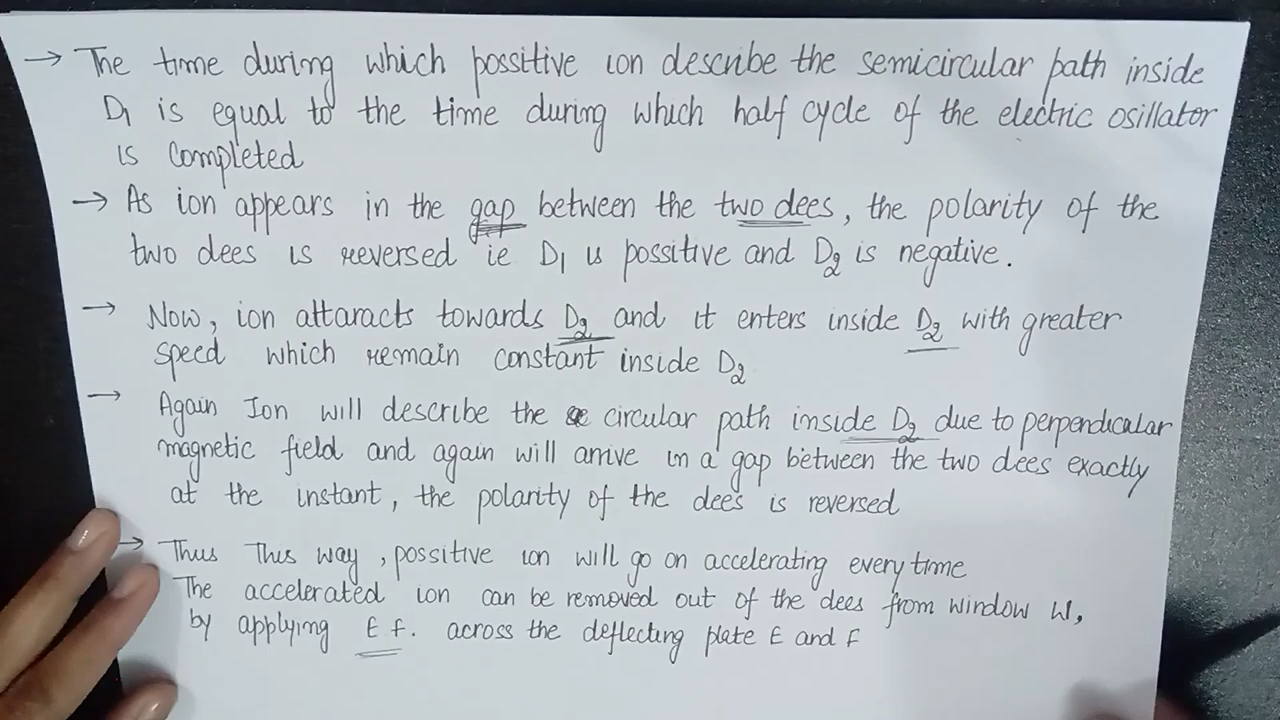 → The time during which possitive ion describe the semicircular path inside
D1 is equal to the time during which half cycle of the electric osillator
is completed
→ As ion appears in the gap between the two dees, the polarity of the
two dees is reversed ie D1 is possitive and D2 is negative.
→ Now, ion attaracts towards D2 and it enters inside D2 with greater
speed which remain constant inside D2
→ Again Ion will describe the circular path inside D2 due to perpendicular
magnetic field and again will arrive in a gap between the two dees exactly
at the instant, the polarity of the dees is reversed
→ Thus This way, possitive ion will go on accelerating every time
The accelerated ion can be removed out of the dees from window W,
by applying E f. across the deflecting plate E and F